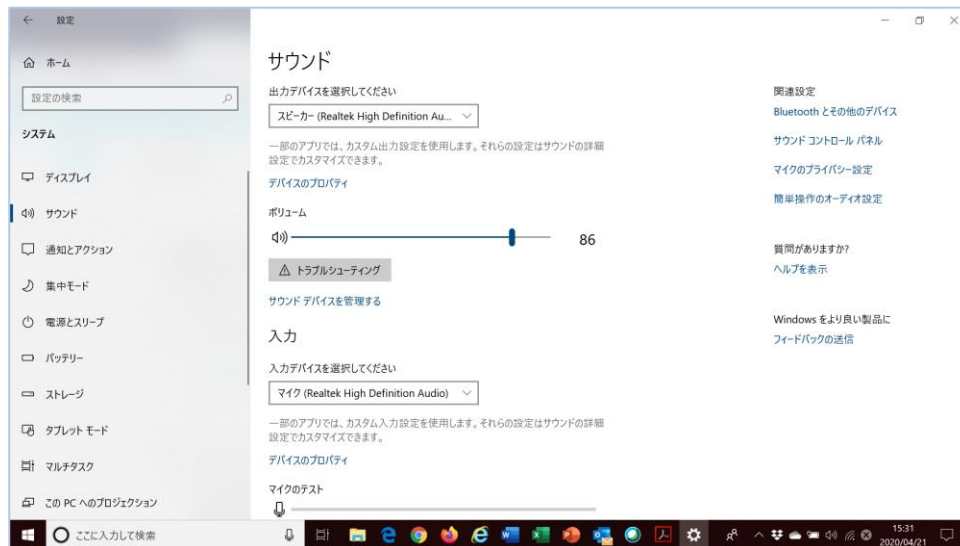 設定
ホーム
設定の検索
システム
ディスプレイ
サウンド
通知とアクション
集中モード
電源とスリープ
バッテリー
ストレージ
タブレット モード
マルチタスク
この PC へのプロジェクション
サウンド
出力デバイスを選択してください
スピーカー (Realtek High Definition Au...
一部のアプリでは、カスタム出力設定を使用します。それらの設定はサウンドの詳細
設定でカスタマイズできます。
デバイスのプロパティ
ボリューム
86
トラブルシューティング
サウンド デバイスを管理する
入力
入力デバイスを選択してください
マイク (Realtek High Definition Audio)
一部のアプリでは、カスタム入力設定を使用します。それらの設定はサウンドの詳細
設定でカスタマイズできます。
デバイスのプロパティ
マイクのテスト
関連設定
Bluetooth とその他のデバイス
サウンド コントロール パネル
マイクのプライバシー設定
簡単操作のオーディオ設定
質問がありますか?
ヘルプを表示
Windows をより良い製品に
フィードバックの送信
ここに入力して検索
15:31
2020/04/21